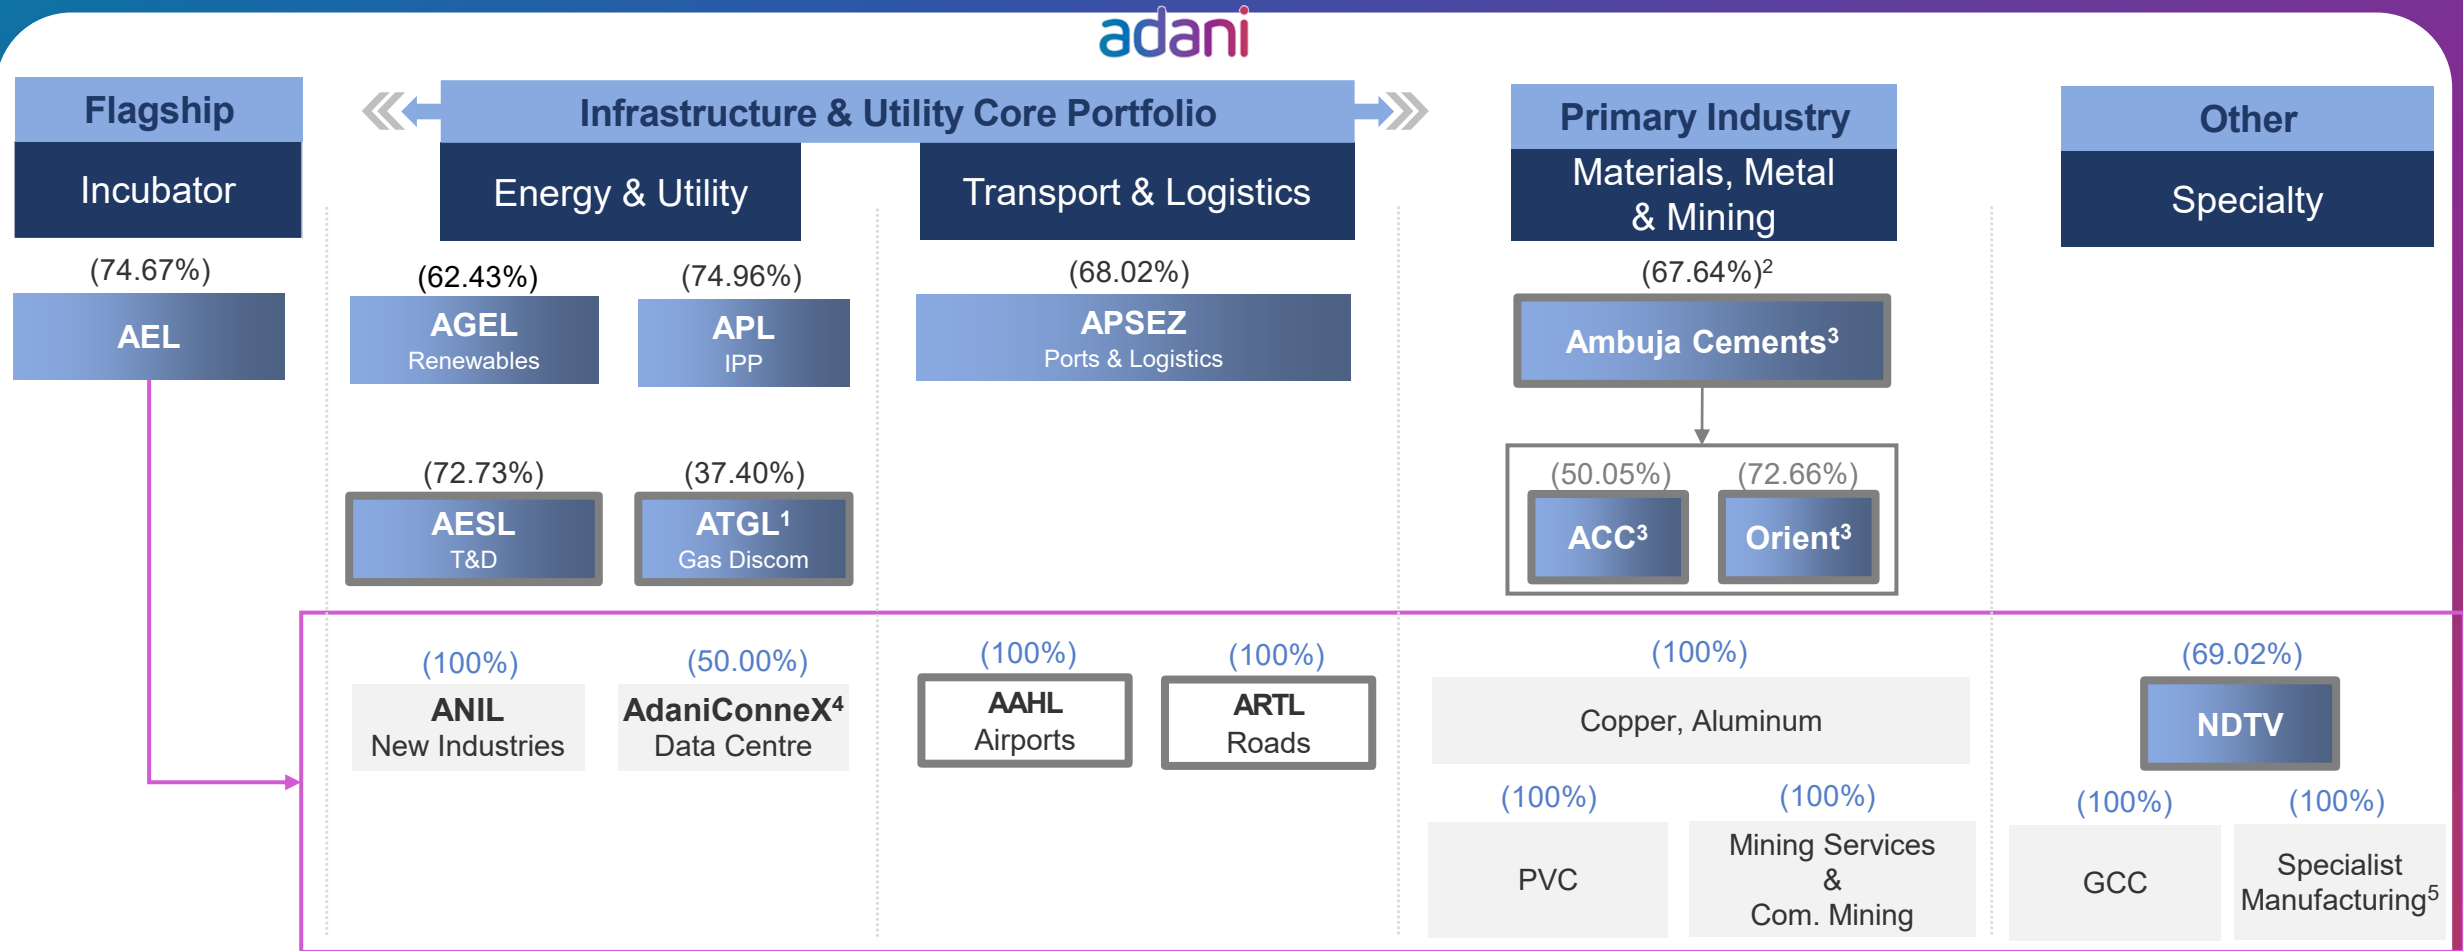 adani
Flagship
Incubator
(74.67%)
AEL
Infrastructure & Utility Core Portfolio
Energy & Utility
(62.43%)
AGEL
Renewables
(74.96%)
APL
IPP
(72.73%)
AESL
T&D
(37.40%)
ATGL¹
Gas Discom
Transport & Logistics
(68.02%)
APSEZ
Ports & Logistics
Primary Industry
Materials, Metal
& Mining
(67.64%)²
Ambuja Cements³
(50.05%)
ACC³
(72.66%)
Orient³
Other
Specialty
(100%)
ANIL
New Industries
(50.00%)
AdaniConneX⁴
Data Centre
(100%)
AAHL
Airports
(100%)
ARTL
Roads
(100%)
Copper, Aluminum
(100%)
PVC
(100%)
Mining Services
&
Com. Mining
(69.02%)
NDTV
(100%)
GCC
(100%)
Specialist
Manufacturing⁵